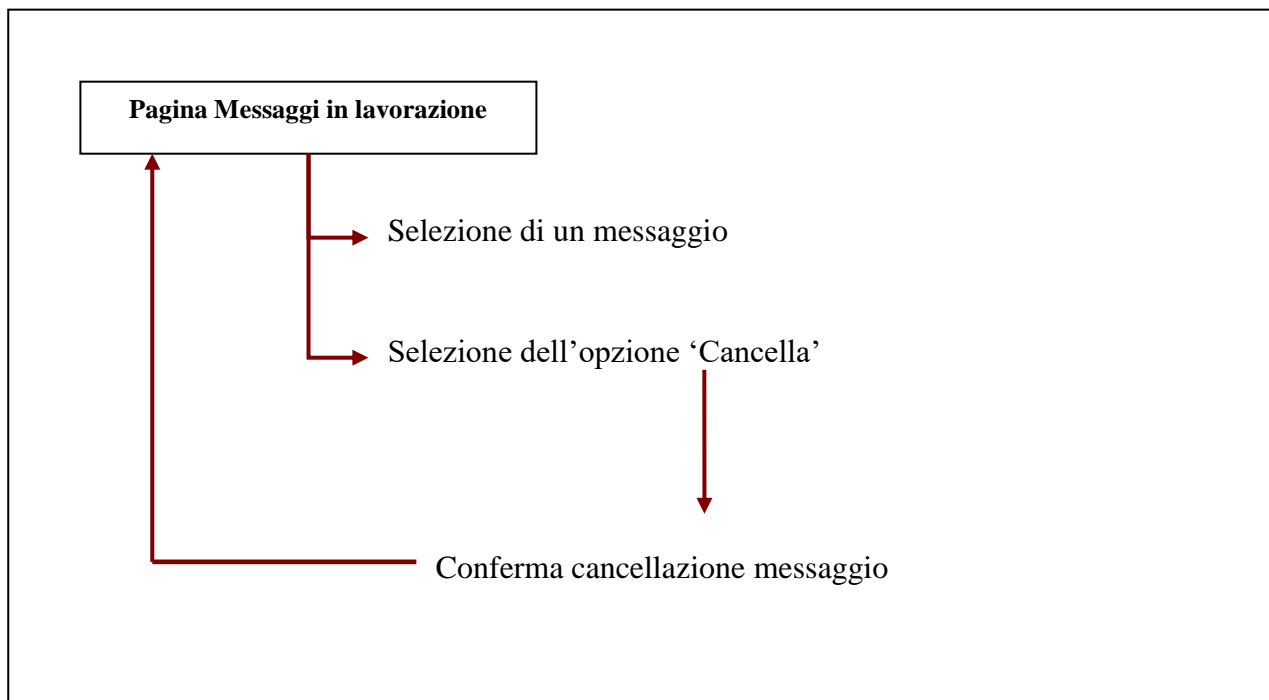 Pagina Messaggi in lavorazione
Selezione di un messaggio
Selezione dell’opzione ‘Cancella’
Conferma cancellazione messaggio